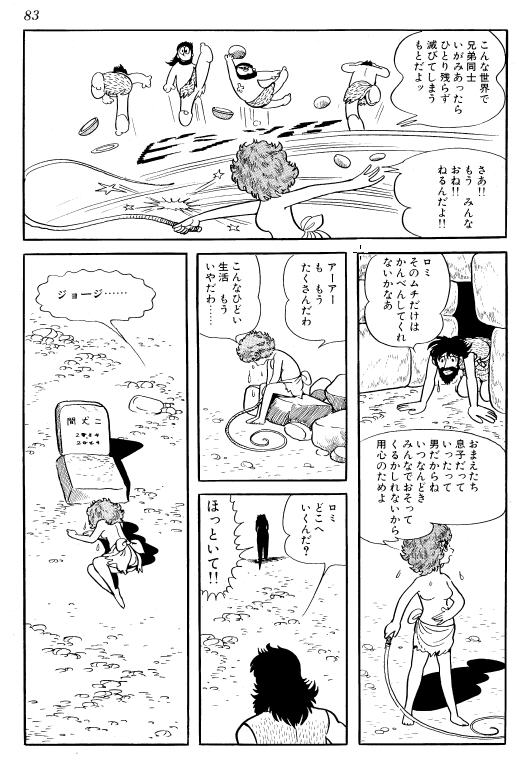 83
こんな世界で
兄弟同士
いがみあったら
ひとり残らず
滅びてしまう
もとだよッ
さあ!!
もう みんな
おね!!
ねるんだよ!!
ロミ
そのムチだけは
かんべんしてくれ
ないかなあ
おまえたち
息子だって
いったって
男だからね
いつなんどき
みんなでおそって
くるかしれないから
用心のためよ
アーアー
も もう
たくさんだわ
こんなひどい
生活 もう
いやだわ……
ロミ
どこへ
いくんだ?
ほっといて!!
ジョージ……